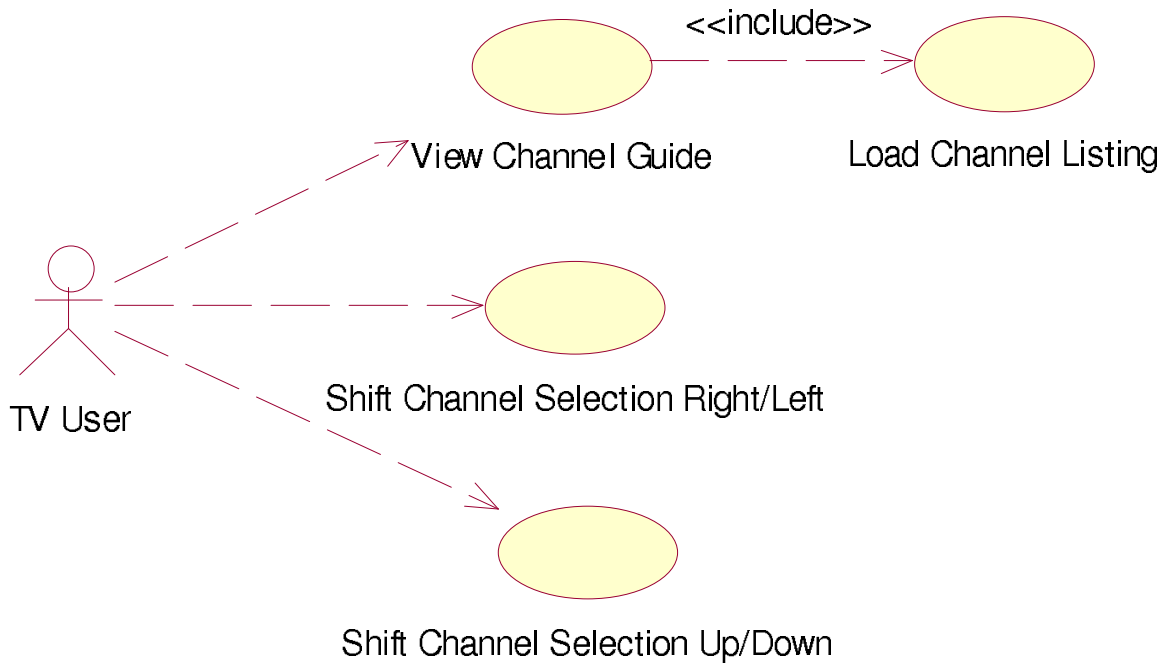 <<include>>
View Channel Guide
Load Channel Listing
Shift Channel Selection Right/Left
TV User
Shift Channel Selection Up/Down